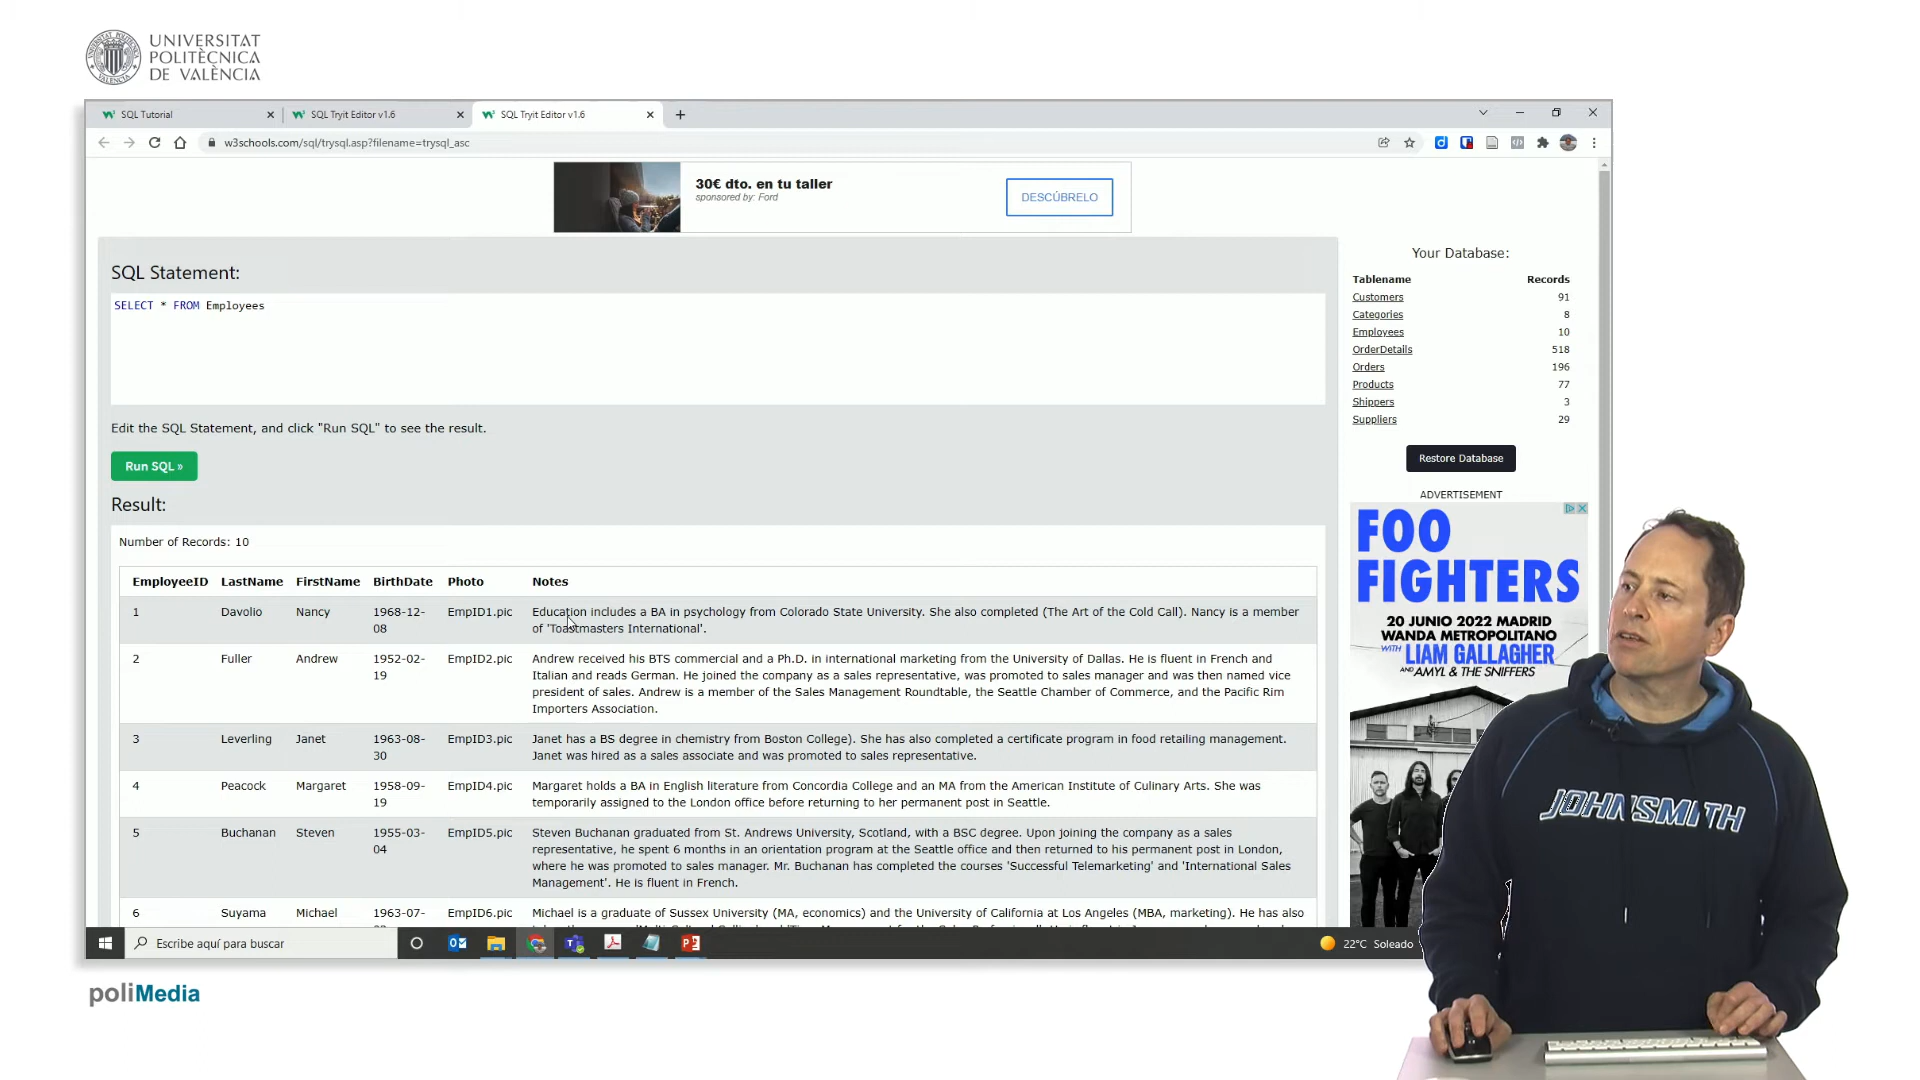 UNIVERSITAT
POLITÈCNICA
DE VALÈNCIA
SQL Tutorial
SQL Tryit Editor v1.6
SQL Tryit Editor v1.6
w3schools.com/sql/trysql.asp?filename=trysql_asc
30€ dto. en tu taller
sponsored by: Ford
DESCÚBRELO
SQL Statement:
SELECT * FROM Employees
Edit the SQL Statement, and click "Run SQL" to see the result.
Run SQL »
Result:
Number of Records: 10
EmployeeID LastName FirstName BirthDate Photo Notes
1 Davolio Nancy 1968-12-08 EmpID1.pic Education includes a BA in psychology from Colorado State University. She also completed (The Art of the Cold Call). Nancy is a member
of 'Toastmasters International'.
2 Fuller Andrew 1952-02-19 EmpID2.pic Andrew received his BTS commercial and a Ph.D. in international marketing from the University of Dallas. He is fluent in French and
Italian and reads German. He joined the company as a sales representative, was promoted to sales manager and was then named vice
president of sales. Andrew is a member of the Sales Management Roundtable, the Seattle Chamber of Commerce, and the Pacific Rim
Importers Association.
3 Leverling Janet 1963-08-30 EmpID3.pic Janet has a BS degree in chemistry from Boston College). She has also completed a certificate program in food retailing management.
Janet was hired as a sales associate and was promoted to sales representative.
4 Peacock Margaret 1958-09-19 EmpID4.pic Margaret holds a BA in English literature from Concordia College and an MA from the American Institute of Culinary Arts. She was
temporarily assigned to the London office before returning to her permanent post in Seattle.
5 Buchanan Steven 1955-03-04 EmpID5.pic Steven Buchanan graduated from St. Andrews University, Scotland, with a BSC degree. Upon joining the company as a sales
representative, he spent 6 months in an orientation program at the Seattle office and then returned to his permanent post in London,
where he was promoted to sales manager. Mr. Buchanan has completed the courses 'Successful Telemarketing' and 'International Sales
Management'. He is fluent in French.
6 Suyama Michael 1963-07- EmpID6.pic Michael is a graduate of Sussex University (MA, economics) and the University of California at Los Angeles (MBA, marketing). He has also
Your Database:
Tablename Records
Customers 91
Categories 8
Employees 10
OrderDetails 518
Orders 196
Products 77
Shippers 3
Suppliers 29
Restore Database
ADVERTISEMENT
FOO
FIGHTERS
20 JUNIO 2022 MADRID
WANDA METROPOLITANO
WITH LIAM GALLAGHER
AND AMYL & THE SNIFFERS
JOHNSMITH
Escribe aquí para buscar
22°C Soleado
poliMedia